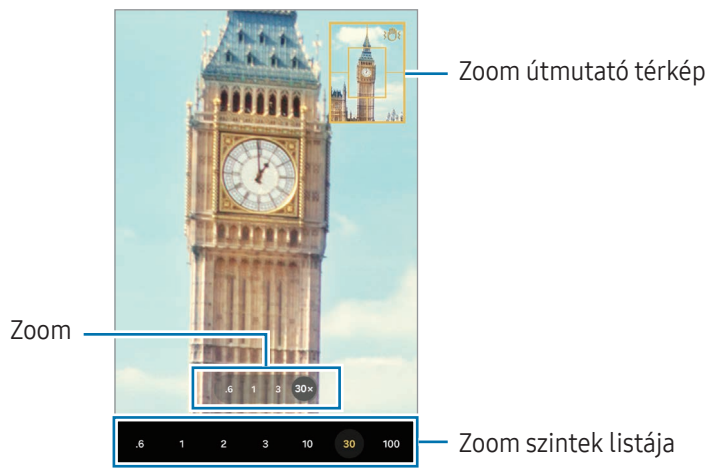 Zoom útmutató térkép
Zoom
.6 1 3 30×
.6 1 2 3 10 30 100
Zoom szintek listája